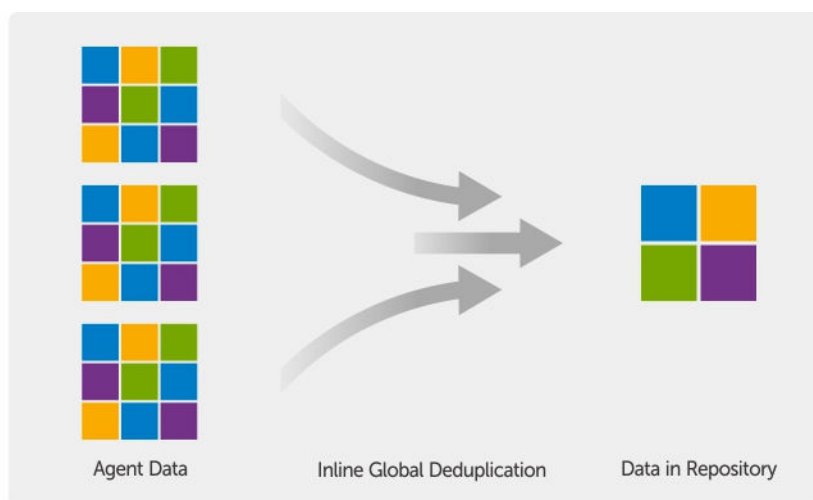 Agent Data
Inline Global Deduplication
Data in Repository